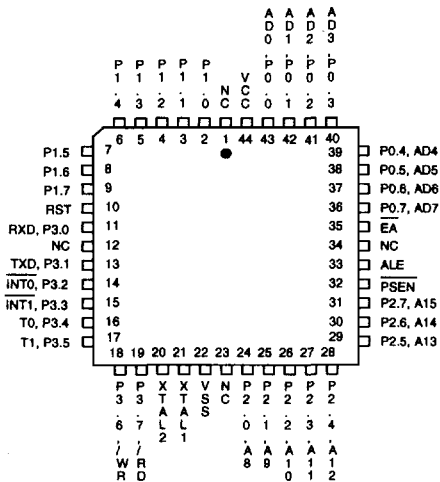 P1.4 P1.3 P1.2 P1.1 P1.0 NC VCC AD0,P0.0 AD1,P0.1 AD2,P0.2 AD3,P0.3
6 5 4 3 2 1 44 43 42 41 40
P1.5 7 39 P0.4, AD4
P1.6 8 38 P0.5, AD5
P1.7 9 37 P0.6, AD6
RST 10 36 P0.7, AD7
RXD, P3.0 11 35 EA
NC 12 34 NC
TXD, P3.1 13 33 ALE
INT0, P3.2 14 32 PSEN
INT1, P3.3 15 31 P2.7, A15
T0, P3.4 16 30 P2.6, A14
T1, P3.5 17 29 P2.5, A13
18 19 20 21 22 23 24 25 26 27 28
P3.6,/WR P3.7,/RD XTAL2 XTAL1 VSS NC P2.0,A8 P2.1,A9 P2.2,A10 P2.3,A11 P2.4,A12